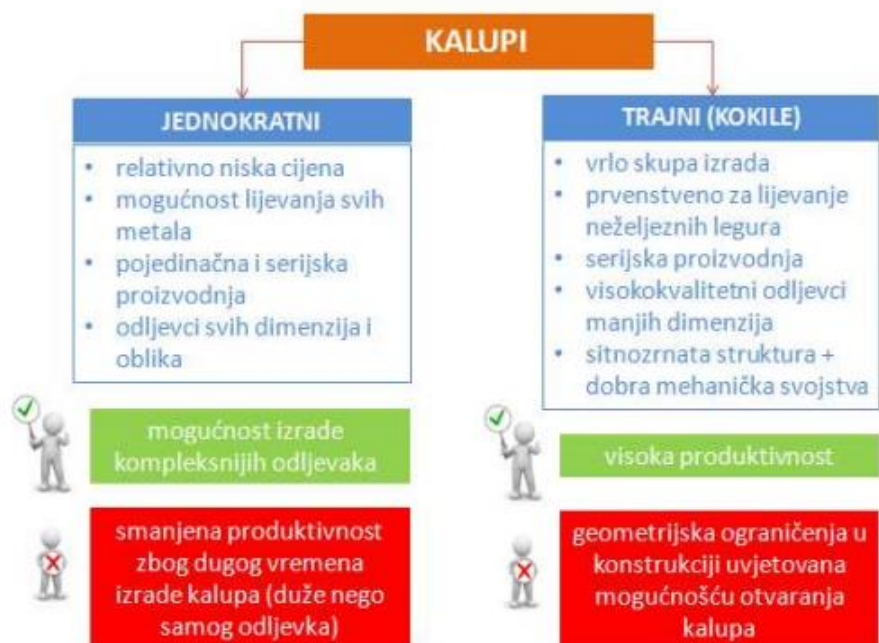 KALUPI
JEDNOKRATNI
• relativno niska cijena
• mogućnost lijevanja svih
metala
• pojedinačna i serijska
proizvodnja
• odljevci svih dimenzija i
oblika
mogućnost izrade
kompleksnijih odljevaka
smanjena produktivnost
zbog dugog vremena
izrade kalupa (duže nego
samog odljevka)
TRAJNI (KOKILE)
• vrlo skupa izrada
• prvenstveno za lijevanje
neželjeznih legura
• serijska proizvodnja
• visokokvalitetni odljevci
manjih dimenzija
• sitnozrnata struktura +
dobra mehanička svojstva
visoka produktivnost
geometrijska ograničenja u
konstrukciji uvjetovana
mogućnošću otvaranja
kalupa